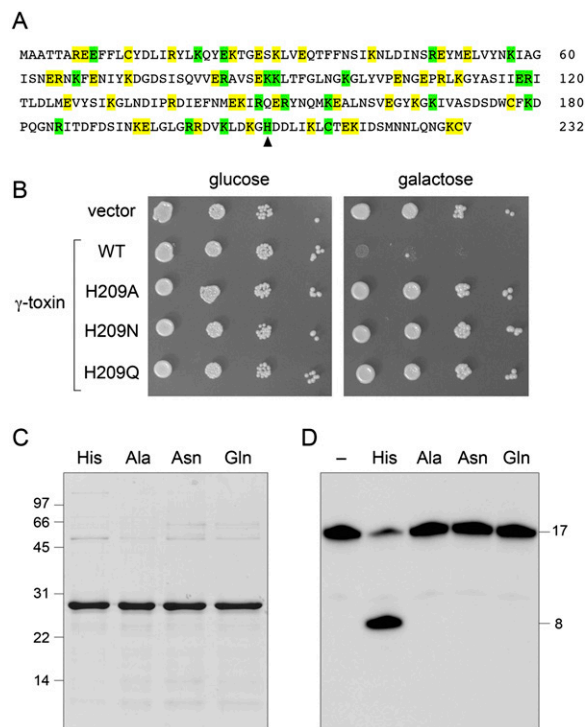 A
MAATTAREEFFLCYDLIRYLKQYEKTGESKLVEQTFFNSIKNLDINSREYMELVYNKIAG 60
ISNERNKFENIYKDGDSISQVVERAVSEKKLTFGLNGKGLYVPENGEPRLKGYASIIERI 120
TLDLMEVYSIKGLNDIPRDIEFNMEKIRQERYNQMKEALNSVEGYKGKIVASDSDWCFKD 180
PQGNRITDFDSINKELGLGRRDVKLDKGHDDLIKLCTEKIDSMNNLQNGKCV 232
B
glucose galactose
vector
WT
γ-toxin
H209A
H209N
H209Q
C
His Ala Asn Gln
97
66
45
31
22
14
D
– His Ala Asn Gln
17
8